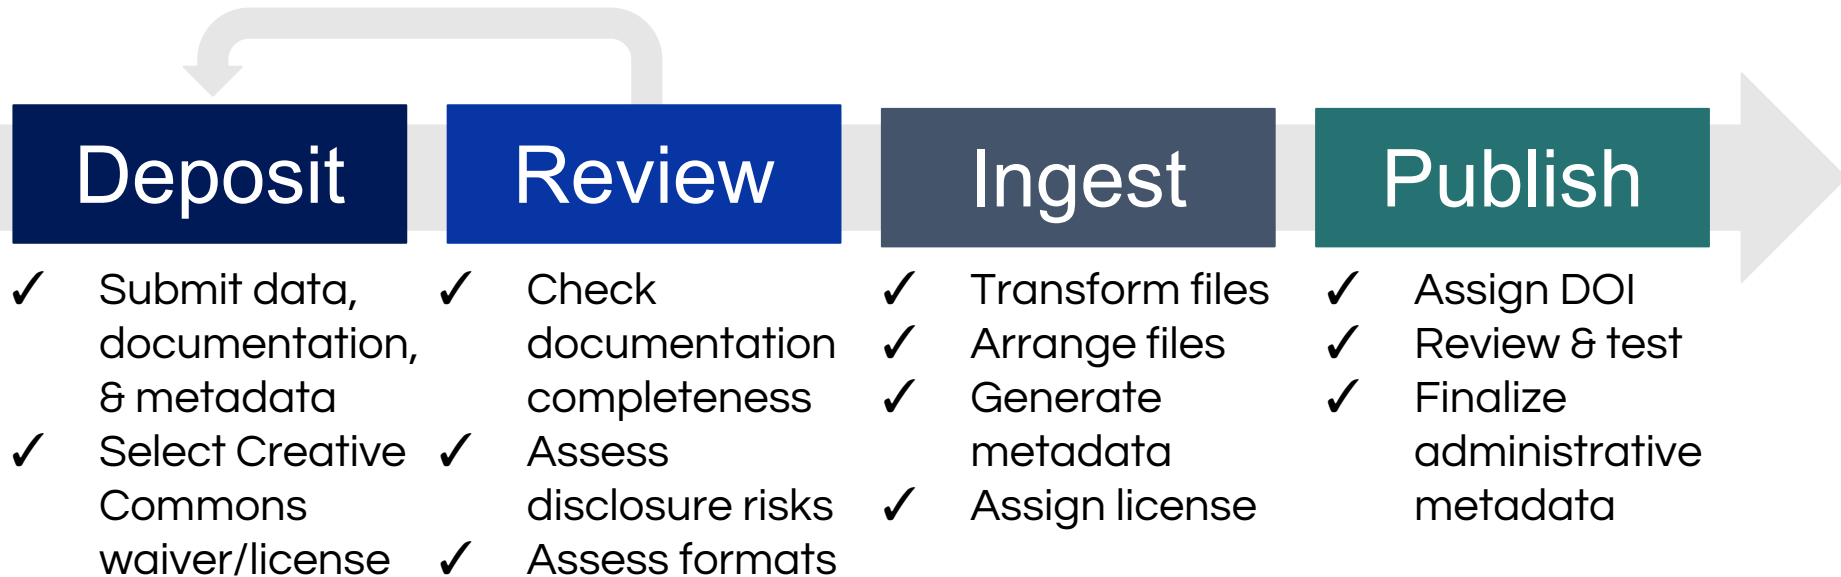 Deposit
✓ Submit data,
documentation,
& metadata
✓ Select Creative
Commons
waiver/license
Review
✓ Check
documentation
completeness
✓ Assess
disclosure risks
✓ Assess formats
Ingest
✓ Transform files
✓ Arrange files
✓ Generate
metadata
✓ Assign license
Publish
✓ Assign DOI
✓ Review & test
✓ Finalize
administrative
metadata